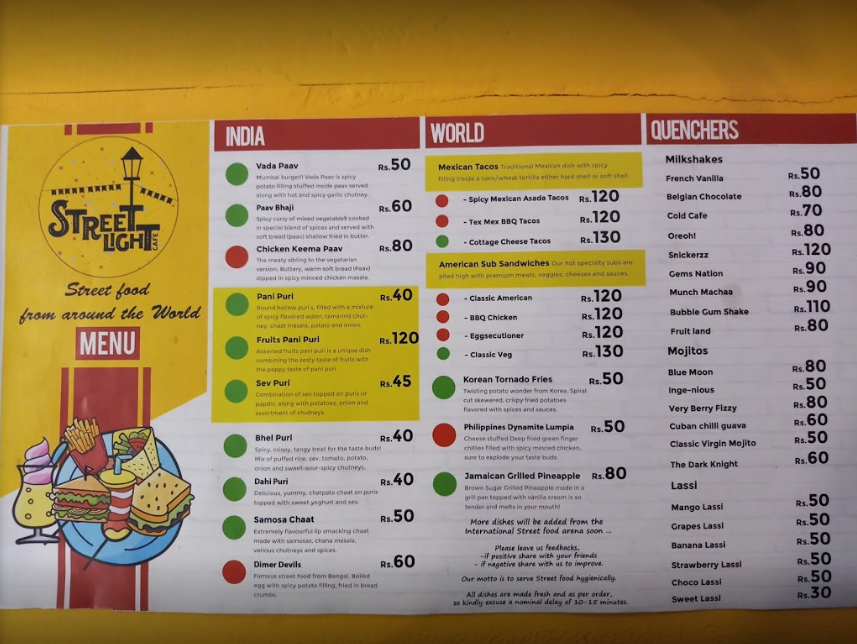 STREET
LIGHT
CAFE
Street food
from around the World
MENU
INDIA
Vada Paav Rs.50
Mumbai burger!! Vada Paav is spicy
potato filling stuffed inside paav served
along with hot and spicy garlic chutney.
Paav Bhaji Rs.60
Spicy curry of mixed vegetables cooked
in special blend of spices and served with
soft bread (paav) shallow fried in butter.
Chicken Keema Paav Rs.80
The meaty sibling to the vegetarian
version. Buttery, warm soft bread (Paav)
dipped in spicy minced chicken masala.
Pani Puri Rs.40
Round hollow puris, filled with a mixture
of spicy flavored water, tamarind chut-
ney, chaat masala, potato and onion.
Fruits Pani Puri Rs.120
Assorted fruits pani puri is a unique dish
combining the zesty taste of fruits with
the peppy taste of pani puri.
Sev Puri Rs.45
Combination of sev topped on puris or
papdis, along with potatoes, onion and
assortment of chutneys.
Bhel Puri Rs.40
Spicy, crispy, tangy treat for the taste buds!
Mix of puffed rice, sev, tomato, potato,
onion and sweet-sour-spicy chutneys.
Dahi Puri Rs.40
Delicious, yummy, chatpata chaat on puris
topped with sweet yoghurt and sev.
Samosa Chaat Rs.50
Extremely flavourful lip smacking chaat
made with samosas, chana masala,
various chutneys and spices.
Dimer Devils Rs.60
Famous street food from Bengal. Boiled
egg with spicy potato filling, fried in bread
crumbs.
WORLD
Mexican Tacos Traditional Mexican dish with spicy
filling inside a corn/wheat tortilla either hard shell or soft shell.
- Spicy Mexican Asada Tacos Rs.120
- Tex Mex BBQ Tacos Rs.120
- Cottage Cheese Tacos Rs.130
American Sub Sandwiches Our hot specialty subs are
piled high with premium meats, veggies, cheeses and sauces.
- Classic American Rs.120
- BBQ Chicken Rs.120
- Eggsecutioner Rs.120
- Classic Veg Rs.130
Korean Tornado Fries Rs.50
Twisting potato wonder from Korea. Spiral
cut skewered, crispy fried potatoes
flavored with spices and sauces.
Philippines Dynamite Lumpia Rs.50
Cheese stuffed Deep fried green finger
chillies filled with spicy minced chicken,
sure to explode your taste buds.
Jamaican Grilled Pineapple Rs.80
Brown Sugar Grilled Pineapple made in a
grill pan topped with vanilla cream is so
tender and melts in your mouth!
More dishes will be added from the
International Street food arena soon ...
Please leave us feedbacks.
-if positive share with your friends
- if negative share with us to improve.
Our motto is to serve Street food hygienically.
All dishes are made fresh and as per order,
so kindly excuse a nominal delay of 10-15 minutes.
QUENCHERS
Milkshakes
French Vanilla Rs.50
Belgian Chocolate Rs.80
Cold Cafe Rs.70
Oreoh! Rs.80
Snickerzz Rs.120
Gems Nation Rs.90
Munch Machaa Rs.90
Bubble Gum Shake Rs.110
Fruit land Rs.80
Mojitos
Blue Moon Rs.80
Inge-nious Rs.50
Very Berry Fizzy Rs.80
Cuban chilli guava Rs.60
Classic Virgin Mojito Rs.50
The Dark Knight Rs.60
Lassi
Mango Lassi Rs.50
Grapes Lassi Rs.50
Banana Lassi Rs.50
Strawberry Lassi Rs.50
Choco Lassi Rs.50
Sweet Lassi Rs.30